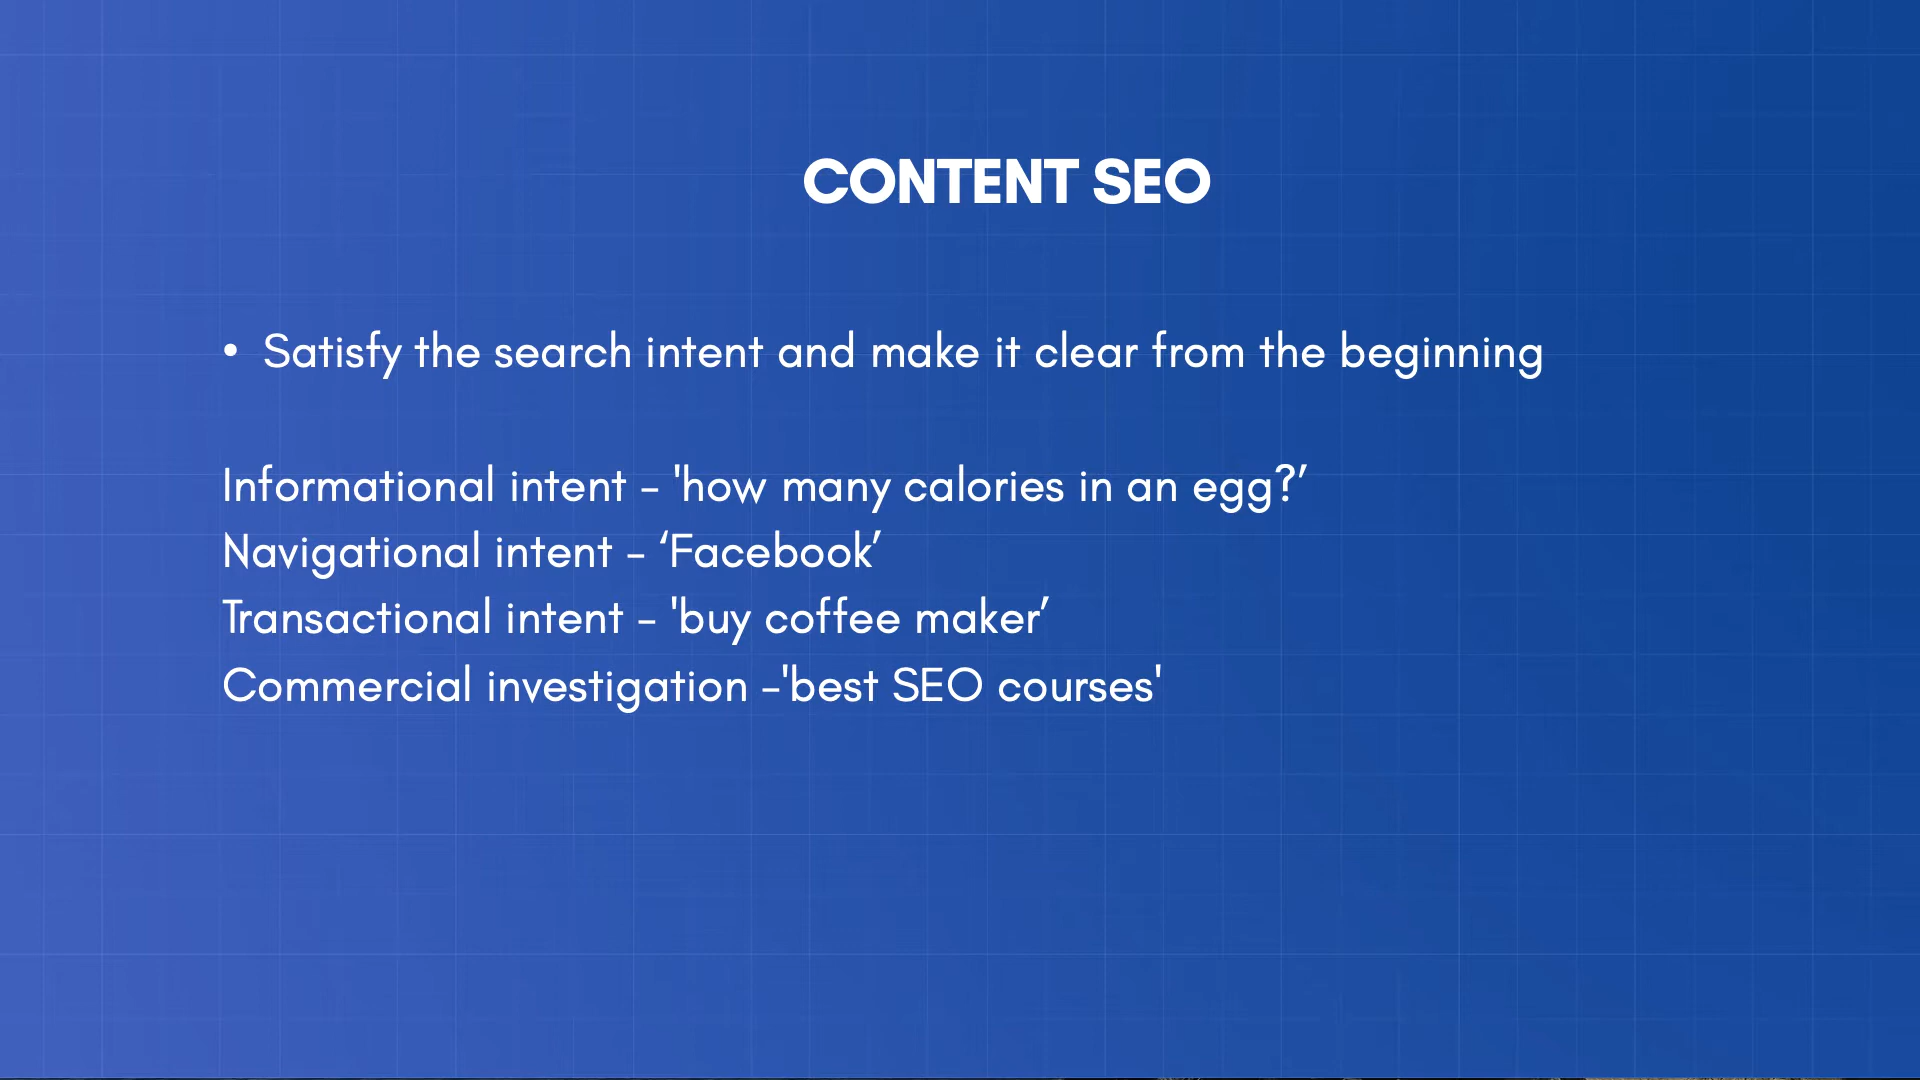 CONTENT SEO
• Satisfy the search intent and make it clear from the beginning
Informational intent – 'how many calories in an egg?’
Navigational intent – ‘Facebook’
Transactional intent – 'buy coffee maker’
Commercial investigation –'best SEO courses'